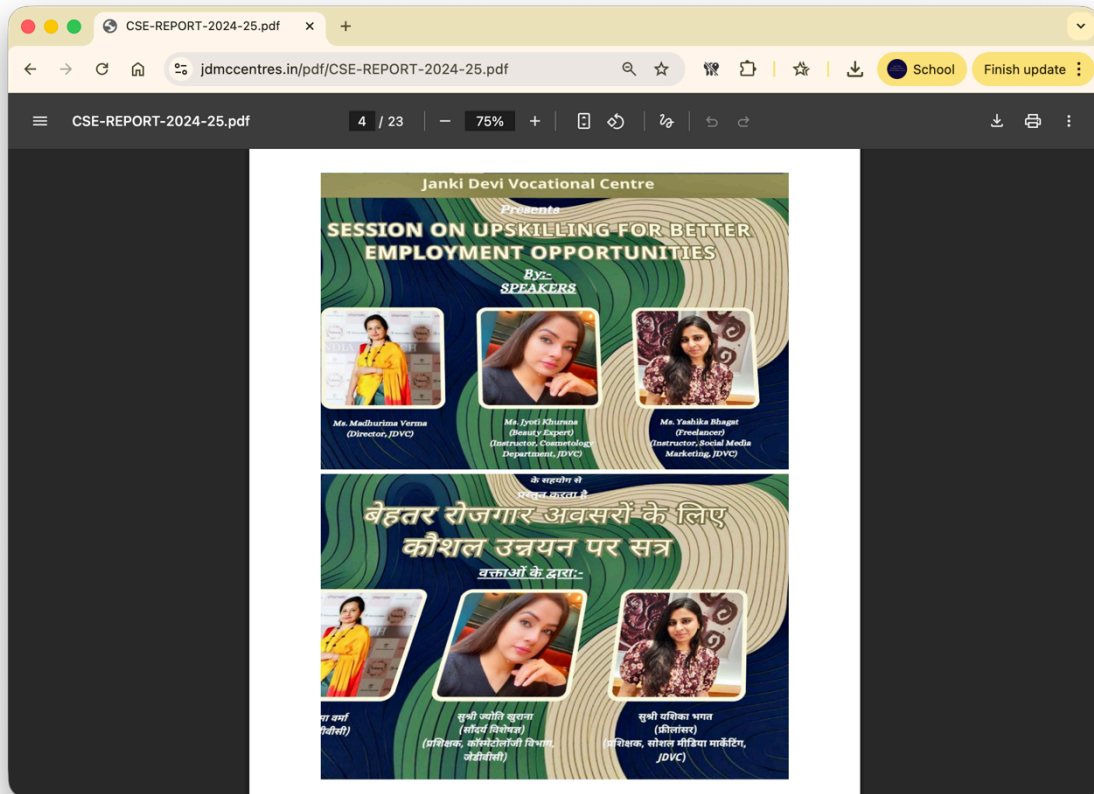 CSE-REPORT-2024-25.pdf
jdmccentres.in/pdf/CSE-REPORT-2024-25.pdf
School
Finish update
CSE-REPORT-2024-25.pdf
4 / 23
75%
Janki Devi Vocational Centre
Presents
SESSION ON UPSKILLING FOR BETTER
EMPLOYMENT OPPORTUNITIES
By:-
SPEAKERS
Ms. Madhurima Verma
(Director, JDVC)
Ms. Jyoti Khurana
(Beauty Expert)
(Instructor, Cosmetology
Department, JDVC)
Ms. Yashika Bhagat
(Freelancer)
(Instructor, Social Media
Marketing, JDVC)
के सहयोग से
प्रस्तुत करता है
बेहतर रोजगार अवसरों के लिए
कौशल उन्नयन पर सत्र
वक्ताओं के द्वारा:-
मा वर्मा
ीवीसी)
सुश्री ज्योति खुराना
(सौंदर्य विशेषज्ञ)
(प्रशिक्षक, कॉस्मेटोलॉजी विभाग,
जेडीवीसी)
सुश्री यशिका भगत
(फ्रीलांसर)
(प्रशिक्षक, सोशल मीडिया मार्केटिंग,
JDVC)